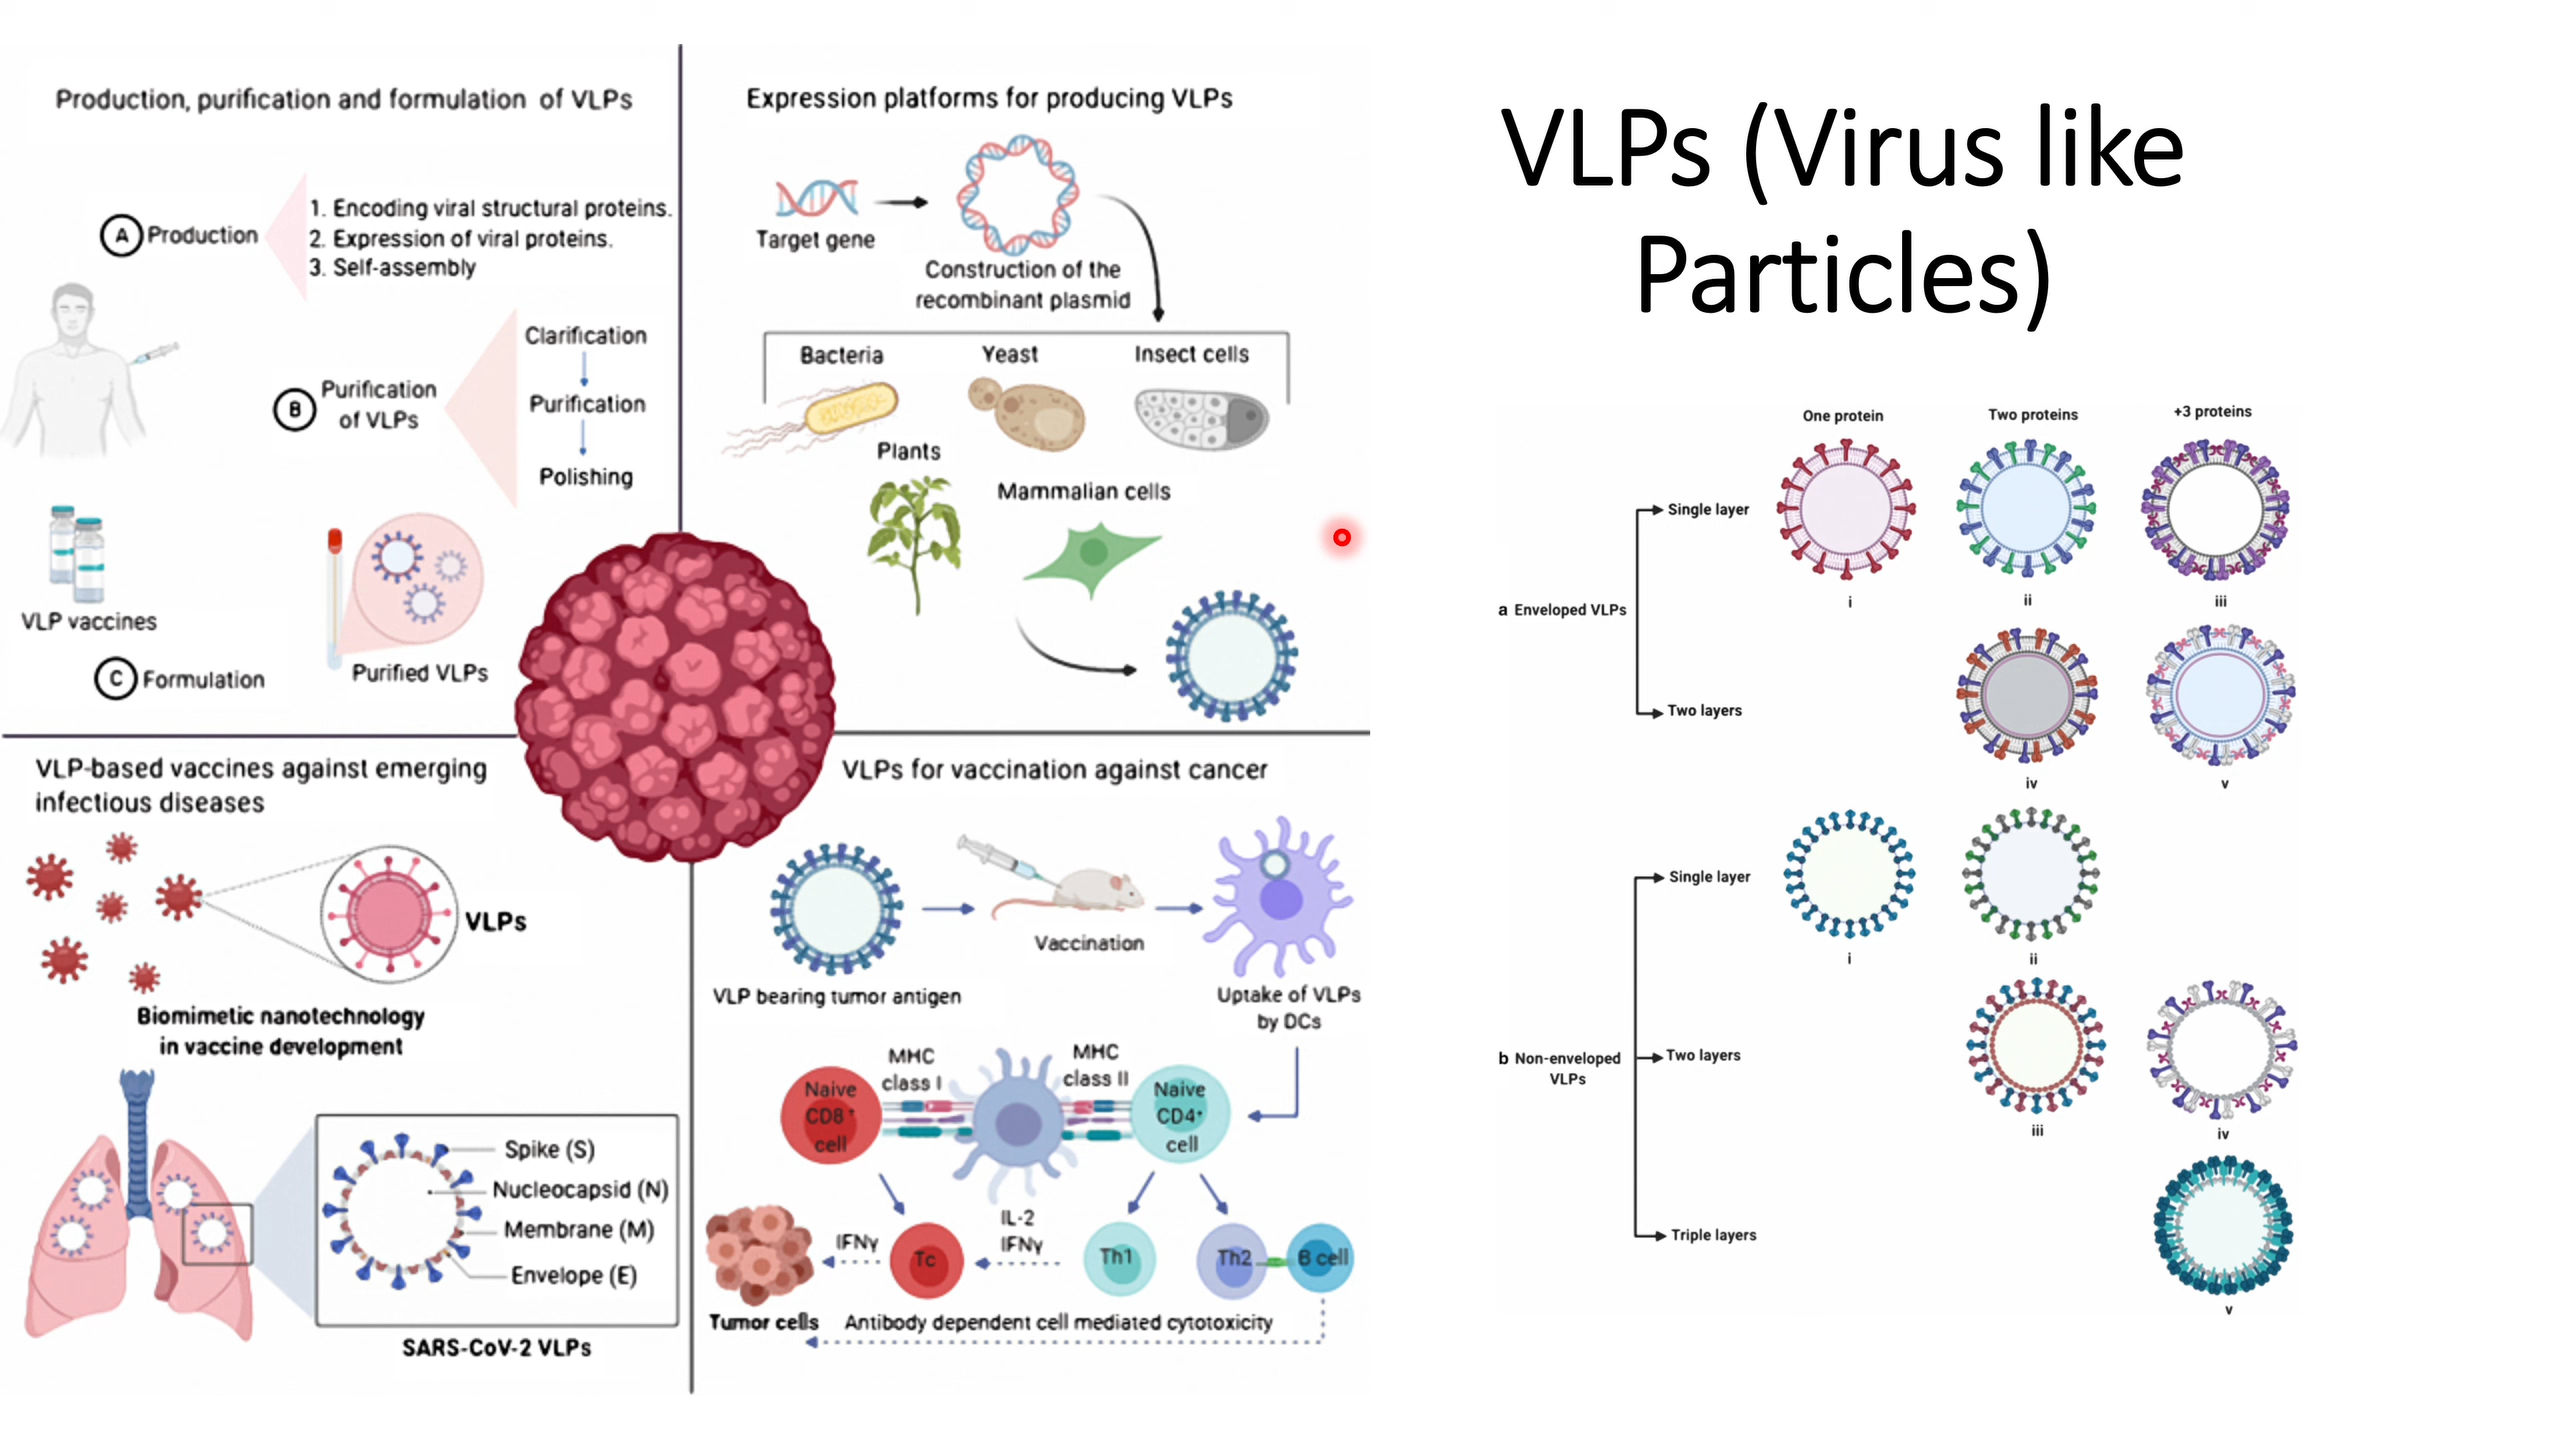 Production, purification and formulation of VLPs
A Production
1. Encoding viral structural proteins.
2. Expression of viral proteins.
3. Self-assembly
B Purification
of VLPs
Clarification
Purification
Polishing
VLP vaccines
C Formulation
Purified VLPs
Expression platforms for producing VLPs
Target gene
Construction of the
recombinant plasmid
Bacteria
Yeast
Insect cells
Plants
Mammalian cells
VLP-based vaccines against emerging
infectious diseases
VLPs
Biomimetic nanotechnology
in vaccine development
Spike (S)
Nucleocapsid (N)
Membrane (M)
Envelope (E)
SARS-CoV-2 VLPs
VLPs for vaccination against cancer
VLP bearing tumor antigen
Vaccination
Uptake of VLPs
by DCs
MHC
class I
MHC
class II
Naive
CD8+
cell
Naive
CD4+
cell
IFNγ
Tc
IL-2
IFNγ
Th1
Th2
B cell
Tumor cells
Antibody dependent cell mediated cytotoxicity
VLPs (Virus like
Particles)
One protein
Two proteins
+3 proteins
a Enveloped VLPs
Single layer
i
ii
iii
Two layers
iv
v
b Non-enveloped
VLPs
Single layer
i
ii
Two layers
iii
iv
Triple layers
v